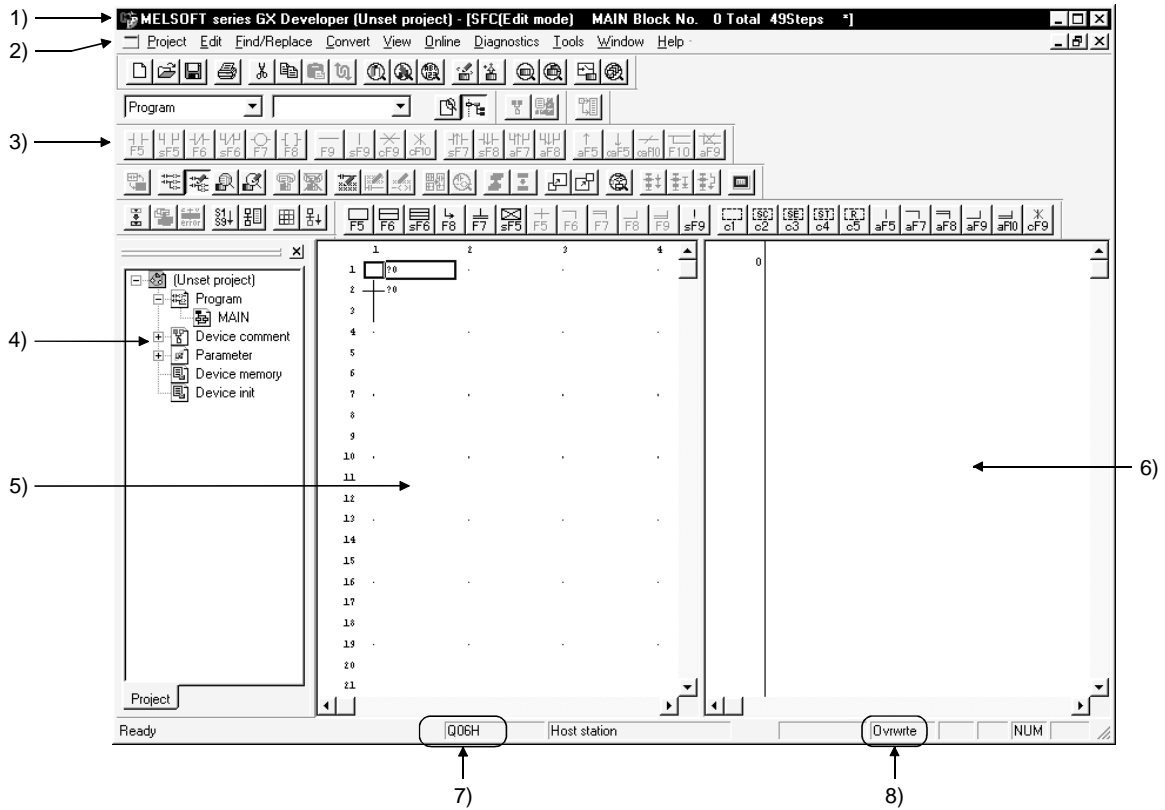 1)
MELSOFT series GX Developer (Unset project) - [SFC(Edit mode) MAIN Block No. 0 Total 49Steps *]
2)
Project Edit Find/Replace Convert View Online Diagnostics Tools Window Help
Program
3)
F5 sF5 F6 sF6 F7 F8 F9 sF9 cF9 cF10 sF7 sF8 aF7 aF8 aF5 caF5 caF10 F10 aF9
F5 F6 sF6 F8 F7 sF5 F5 F6 F7 F8 F9 sF9 c1 SC c2 SE c3 ST c4 R c5 aF5 aF7 aF8 aF9 aF10 cF9
(Unset project)
Program
MAIN
4)
Device comment
Parameter
Device memory
Device init
Project
1 2 3 4
1 ?0
2 ?0
3
4
5
6
7
8
9
10
11
5)
12
13
14
15
16
17
18
19
20
21
0
6)
Ready Q06H Host station Ovrwrte NUM
7)
8)